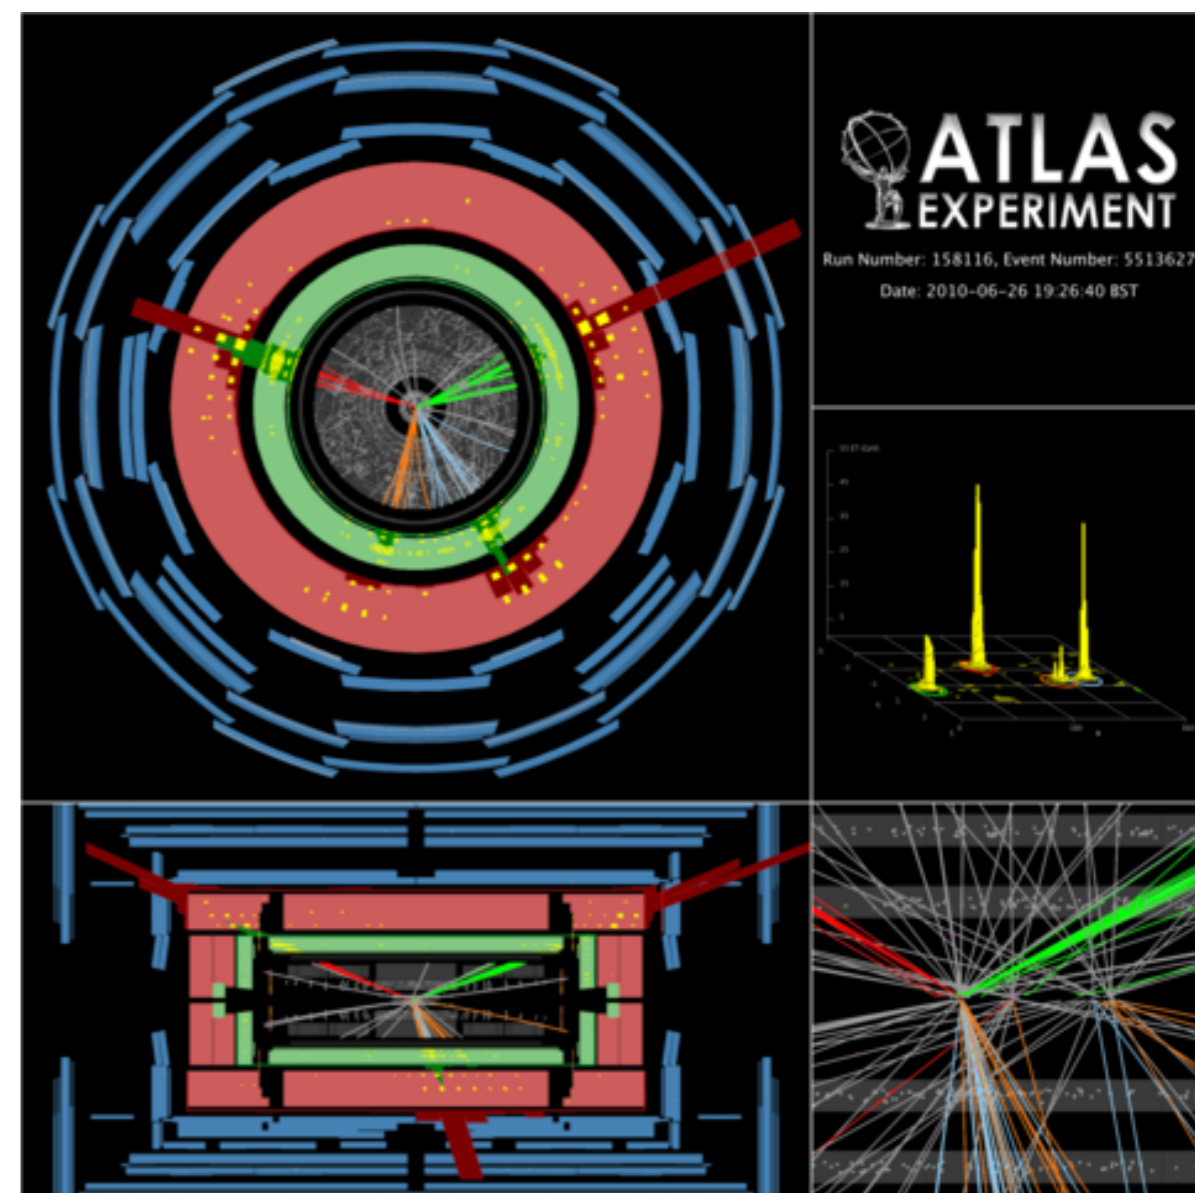 ATLAS
EXPERIMENT
Run Number: 158116, Event Number: 5513627
Date: 2010-06-26 19:26:40 BST